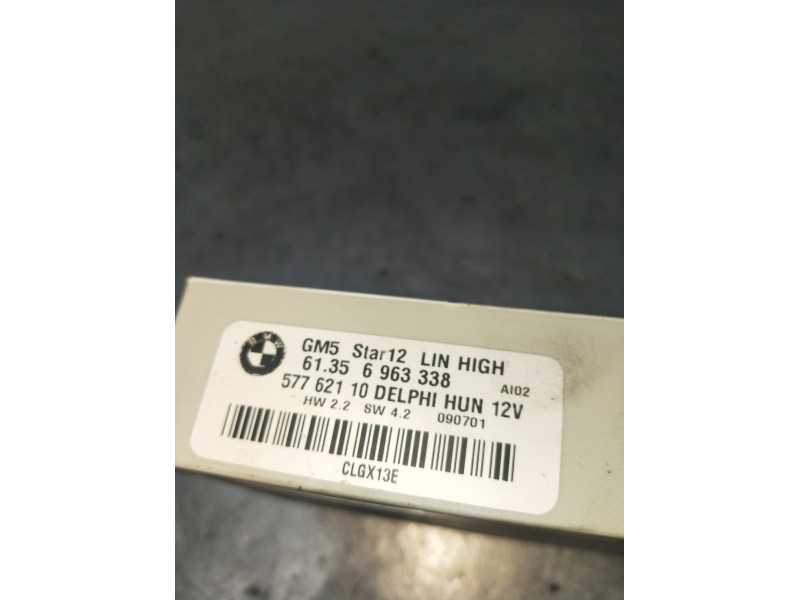 BMW
GM5 Star12 LIN HIGH
61.35 6 963 338 AI02
577 621 10 DELPHI HUN 12V
HW 2.2 SW 4.2 090701
CLGX13E